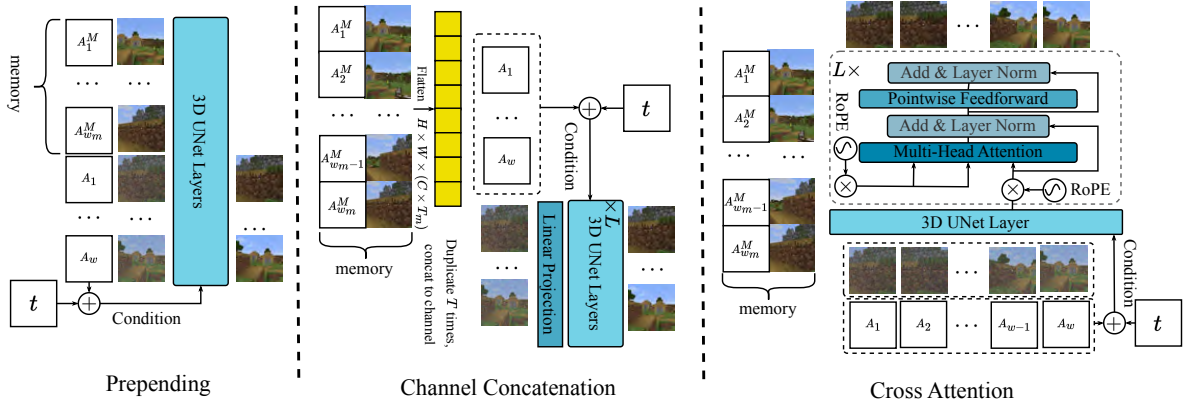 memory
A_1^M
... ...
A_{w_m}^M
A_1
... ...
A_w
t
Condition
3D UNet Layers
... ...
Prepending
A_1^M
A_2^M
... ...
A_{w_m-1}^M
A_{w_m}^M
memory
Flatten H × W × (C × T_m)
Duplicate T times,
concat to channel
A_1
...
A_w
t
Condition
Linear Projection
3D UNet Layers
×L
...
...
Channel Concatenation
A_1^M
A_2^M
... ...
A_{w_m-1}^M
A_{w_m}^M
memory
...
L×
Add & Layer Norm
Pointwise Feedforward
Add & Layer Norm
Multi-Head Attention
RoPE
RoPE
3D UNet Layer
...
A_1
A_2
...
A_{w-1}
A_w
Condition
t
Cross Attention